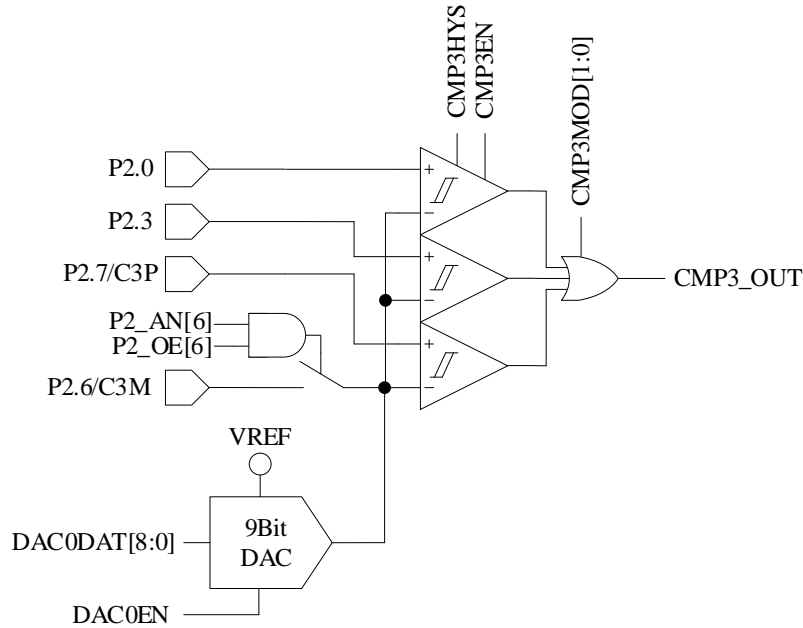 CMP3HYS
CMP3EN
CMP3MOD[1:0]
P2.0
+
−
P2.3
+
−
P2.7/C3P
+
−
CMP3_OUT
P2_AN[6]
P2_OE[6]
P2.6/C3M
VREF
DAC0DAT[8:0]
9Bit
DAC
DAC0EN